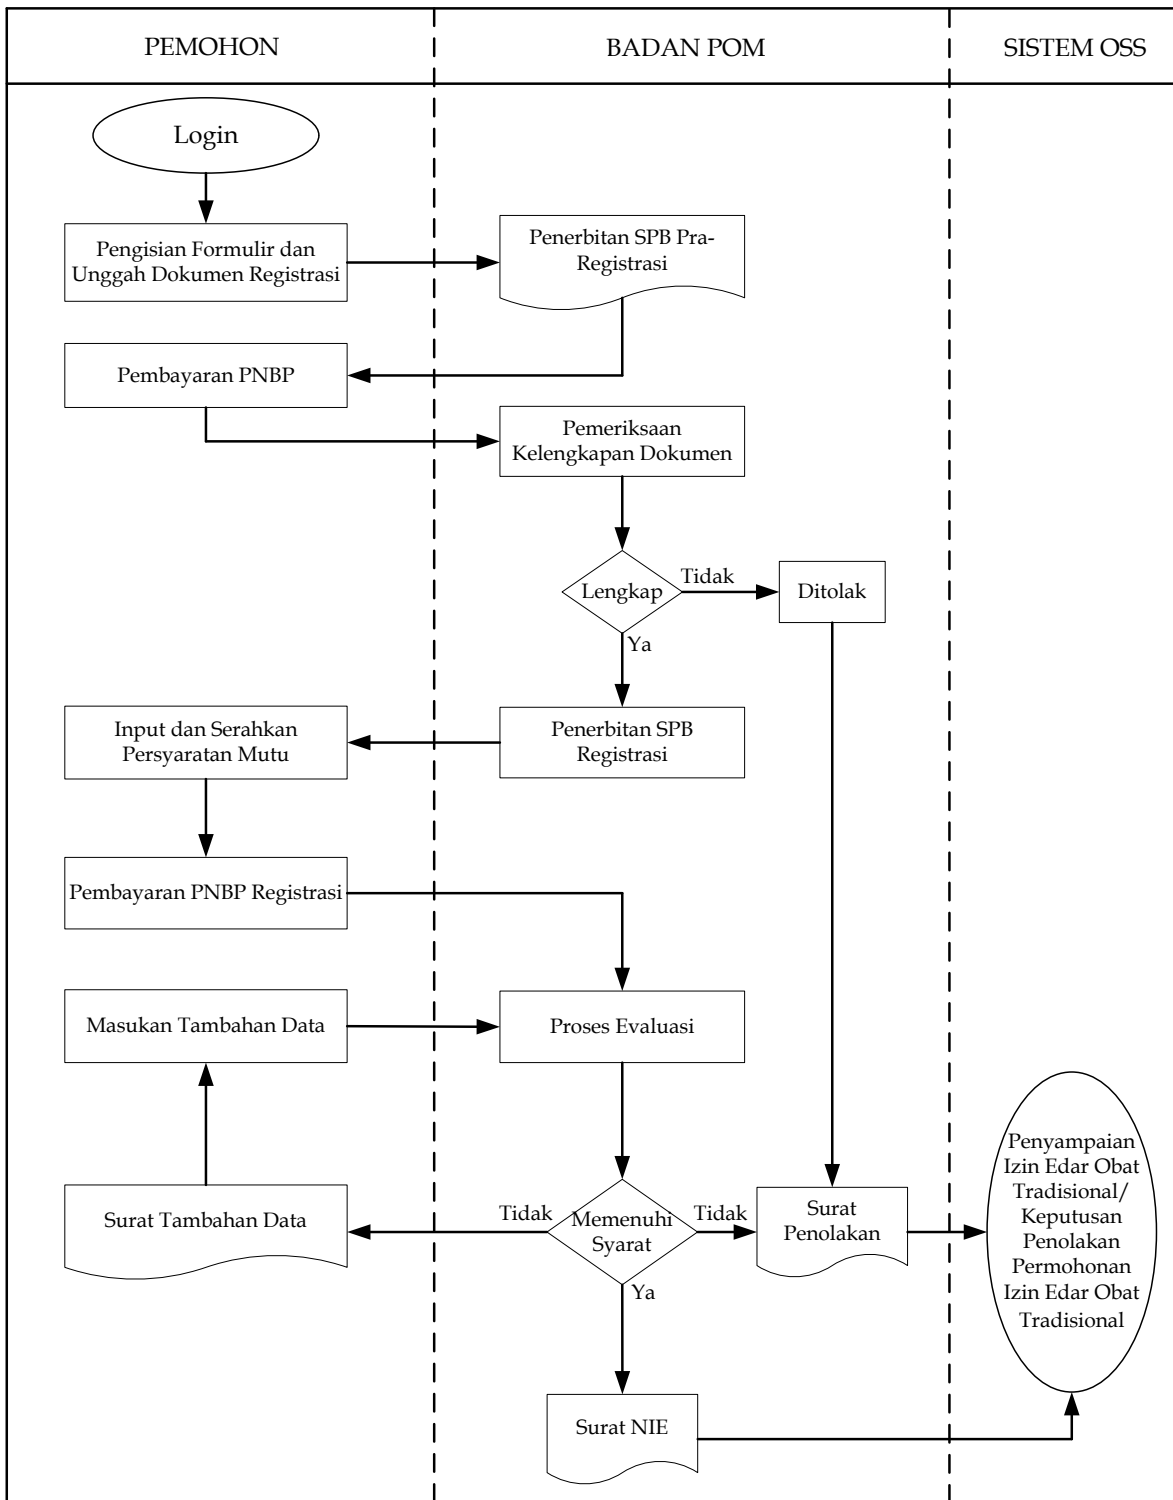 PEMOHON
BADAN POM
SISTEM OSS
Login
Pengisian Formulir dan
Unggah Dokumen Registrasi
Penerbitan SPB Pra-
Registrasi
Pembayaran PNBP
Pemeriksaan
Kelengkapan Dokumen
Lengkap
Tidak
Ditolak
Ya
Input dan Serahkan
Persyaratan Mutu
Penerbitan SPB
Registrasi
Pembayaran PNBP Registrasi
Masukan Tambahan Data
Proses Evaluasi
Surat Tambahan Data
Tidak
Memenuhi
Syarat
Tidak
Surat
Penolakan
Penyampaian
Izin Edar Obat
Tradisional/
Keputusan
Penolakan
Permohonan
Izin Edar Obat
Tradisional
Ya
Surat NIE